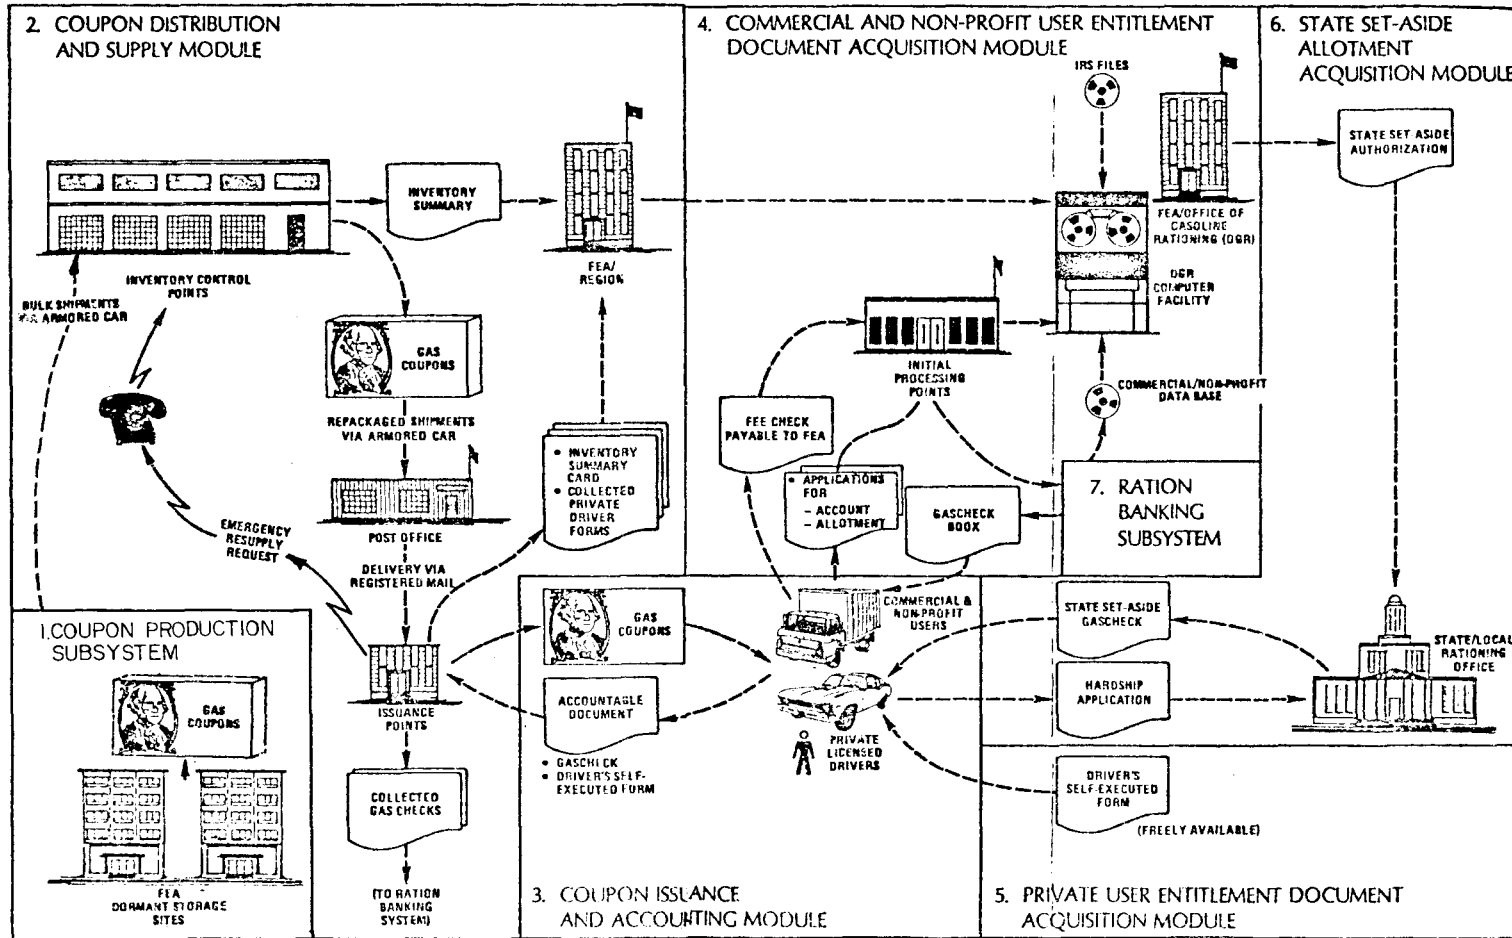 2. COUPON DISTRIBUTION
AND SUPPLY MODULE
INVENTORY
SUMMARY
FEA/
REGION
INVENTORY CONTROL
POINTS
BULK SHIPMENTS
VIA ARMORED CAR
GAS
COUPONS
REPACKAGED SHIPMENTS
VIA ARMORED CAR
• INVENTORY
SUMMARY
CARD
• COLLECTED
PRIVATE
DRIVER
FORMS
POST OFFICE
EMERGENCY
RESUPPLY
REQUEST
DELIVERY VIA
REGISTERED MAIL
ISSUANCE
POINTS
COLLECTED
GAS CHECKS
(TO RATION
BANKING
SYSTEM)
1.COUPON PRODUCTION
SUBSYSTEM
GAS
COUPONS
FEA
DORMANT STORAGE
SITES
4. COMMERCIAL AND NON-PROFIT USER ENTITLEMENT
DOCUMENT ACQUISITION MODULE
IRS FILES
FEA/OFFICE OF
GASOLINE
RATIONING (OGR)
OGR
COMPUTER
FACILITY
INITIAL
PROCESSING
POINTS
COMMERCIAL/NON-PROFIT
DATA BASE
FEE CHECK
PAYABLE TO FEA
• APPLICATIONS
FOR
– ACCOUNT
– ALLOTMENT
GASCHECK
BOOK
7. RATION
BANKING
SUBSYSTEM
6. STATE SET-ASIDE
ALLOTMENT
ACQUISITION MODULE
STATE SET-ASIDE
AUTHORIZATION
GAS
COUPONS
ACCOUNTABLE
DOCUMENT
• GASCHECK
• DRIVER'S SELF-
EXECUTED FORM
COMMERCIAL &
NON-PROFIT
USERS
PRIVATE
LICENSED
DRIVERS
3. COUPON ISSUANCE
AND ACCOUNTING MODULE
STATE SET-ASIDE
GASCHECK
HARDSHIP
APPLICATION
STATE/LOCAL
RATIONING
OFFICE
DRIVER'S
SELF-EXECUTED
FORM
(FREELY AVAILABLE)
5. PRIVATE USER ENTITLEMENT DOCUMENT
ACQUISITION MODULE